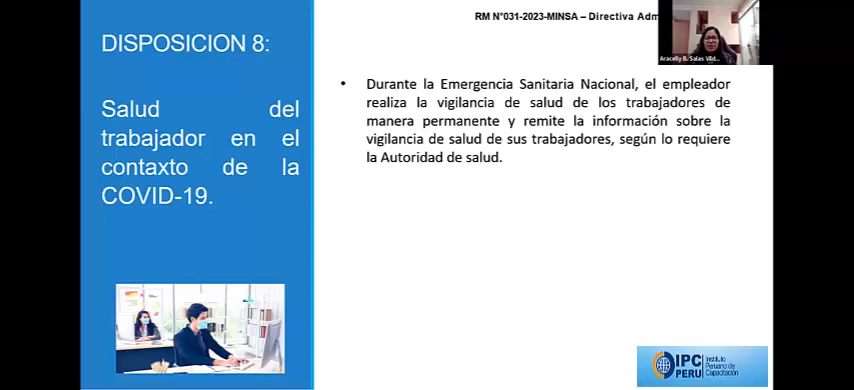 RM N°031-2023-MINSA – Directiva Adm
DISPOSICION 8:
Salud del
trabajador en el
contaxto de la
COVID-19.
• Durante la Emergencia Sanitaria Nacional, el empleador
realiza la vigilancia de salud de los trabajadores de
manera permanente y remite la información sobre la
vigilancia de salud de sus trabajadores, según lo requiere
la Autoridad de salud.
Aracelly B. Salas
IPC
PERU
Instituto
Peruano de
Capacitación